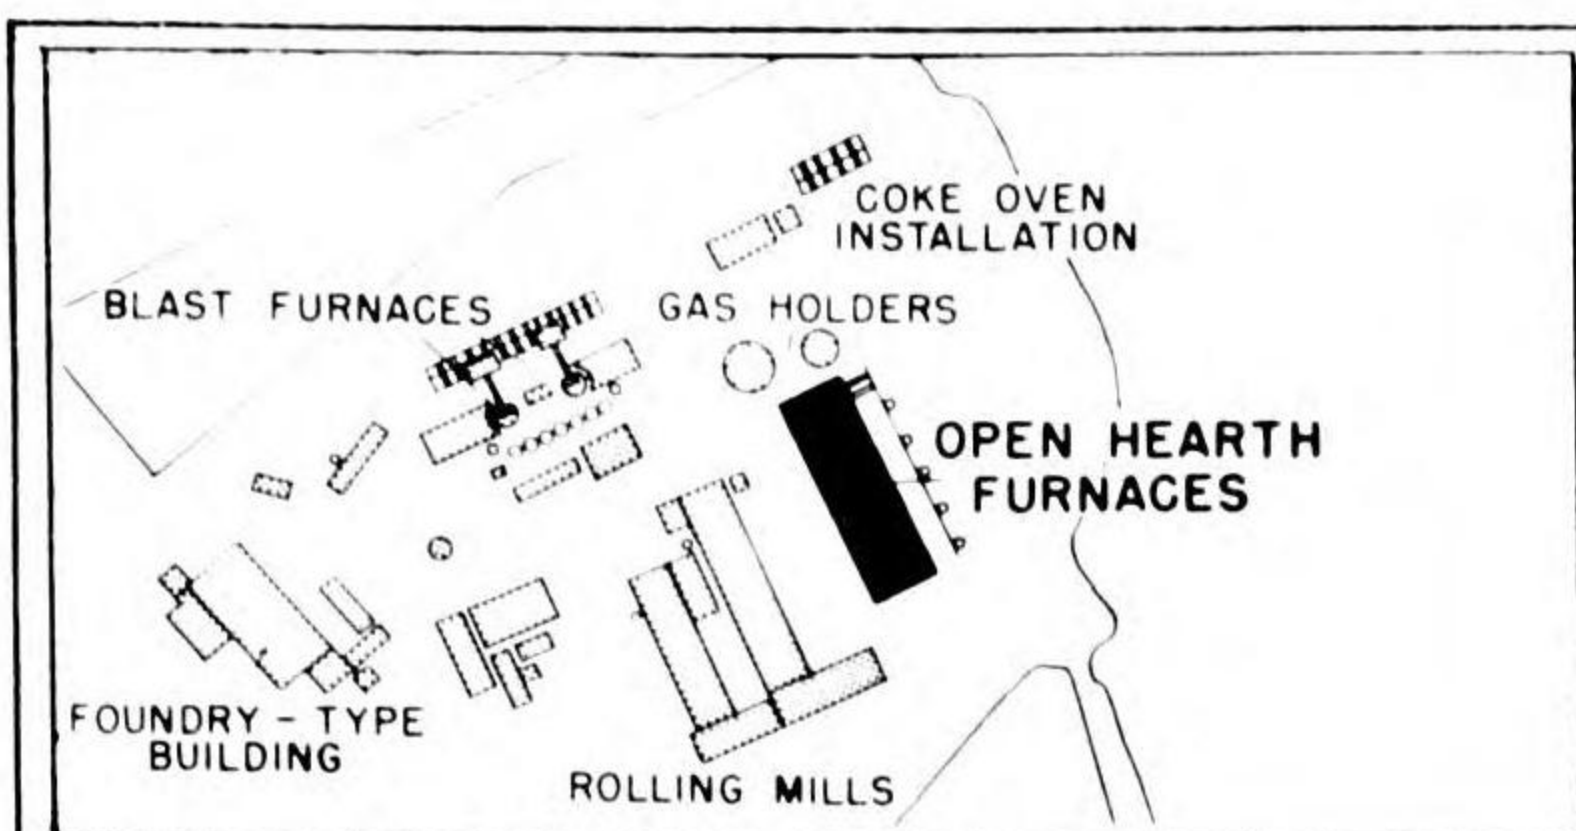 COKE OVEN
INSTALLATION
BLAST FURNACES
GAS HOLDERS
OPEN HEARTH
FURNACES
FOUNDRY - TYPE
BUILDING
ROLLING MILLS